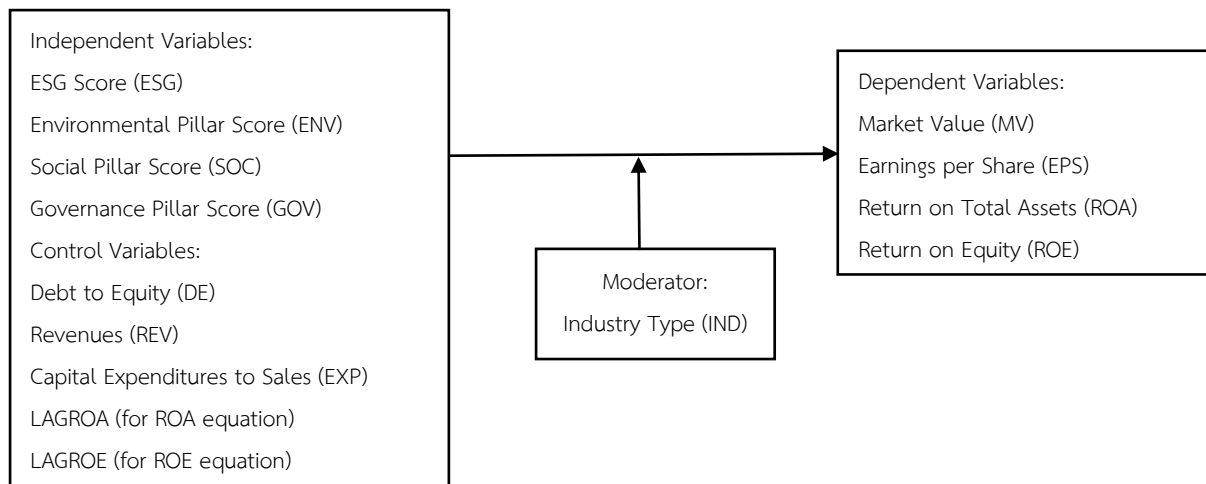 Independent Variables:
ESG Score (ESG)
Environmental Pillar Score (ENV)
Social Pillar Score (SOC)
Governance Pillar Score (GOV)
Control Variables:
Debt to Equity (DE)
Revenues (REV)
Capital Expenditures to Sales (EXP)
LAGROA (for ROA equation)
LAGROE (for ROE equation)
Moderator:
Industry Type (IND)
Dependent Variables:
Market Value (MV)
Earnings per Share (EPS)
Return on Total Assets (ROA)
Return on Equity (ROE)